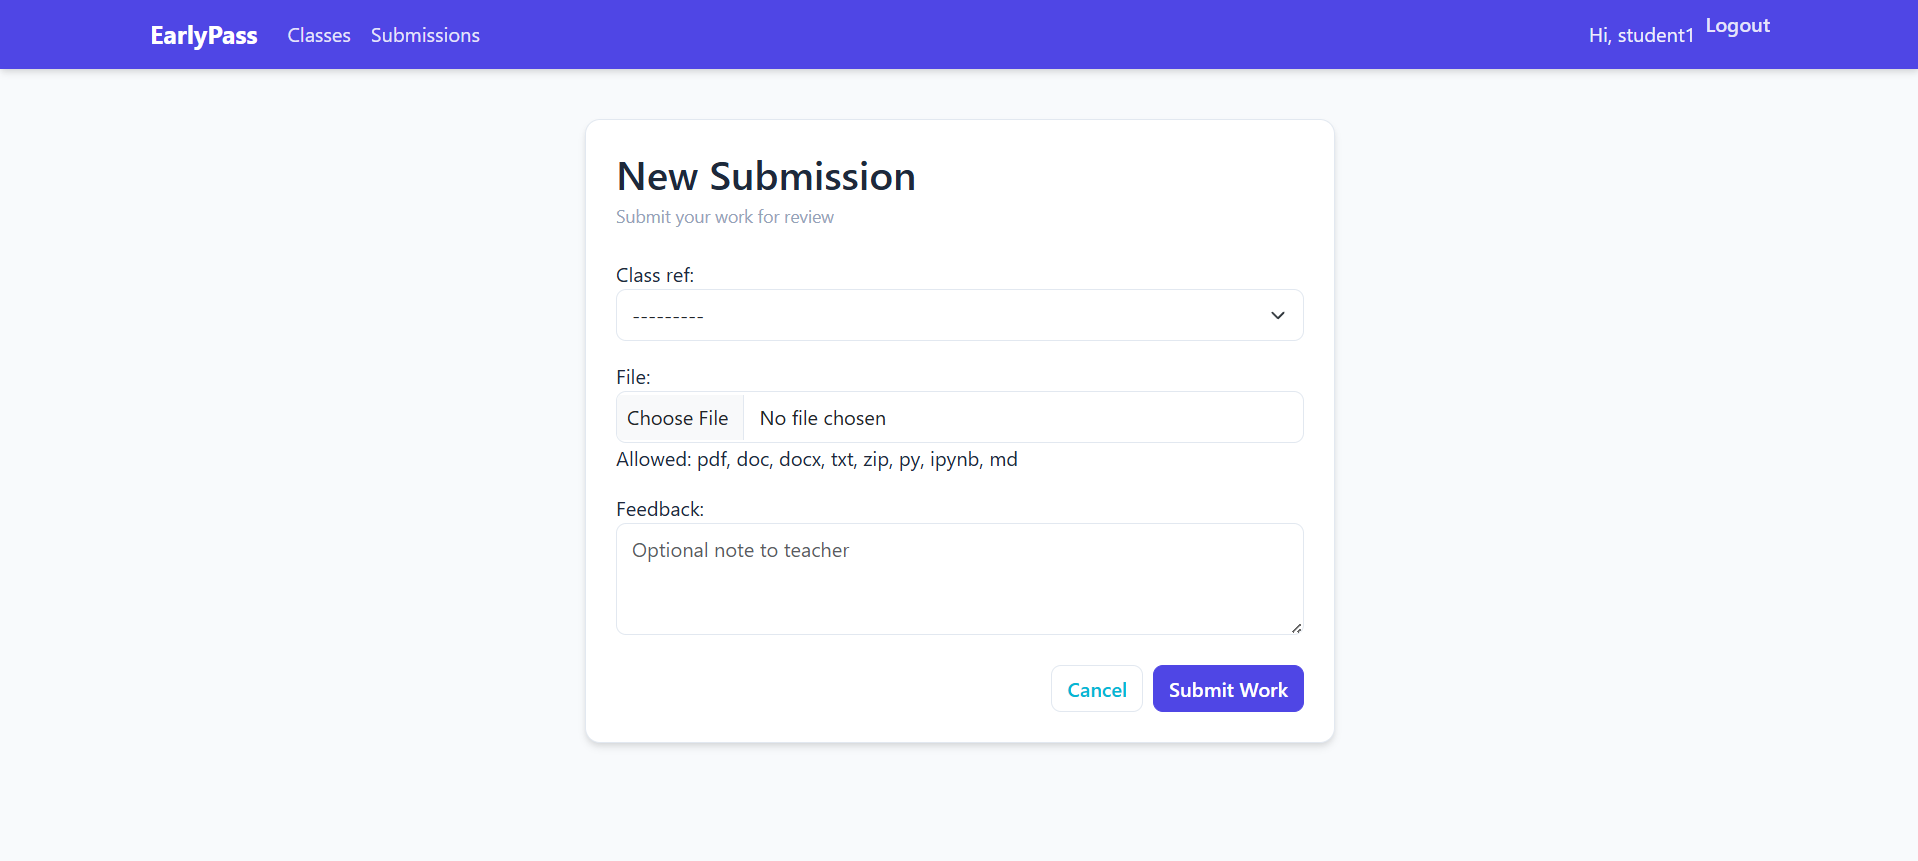 EarlyPass Classes Submissions Hi, student1 Logout
New Submission
Submit your work for review
Class ref:
---------
File:
Choose File No file chosen
Allowed: pdf, doc, docx, txt, zip, py, ipynb, md
Feedback:
Optional note to teacher
Cancel Submit Work